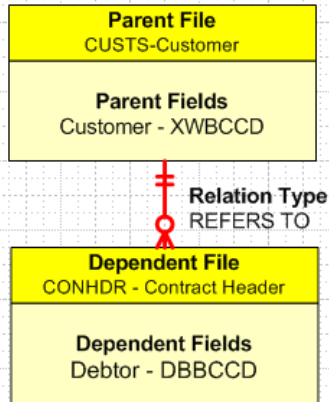 Parent File
CUSTS-Customer
Parent Fields
Customer - XWBCCD
Relation Type
REFERS TO
Dependent File
CONHDR - Contract Header
Dependent Fields
Debtor - DBBCCD